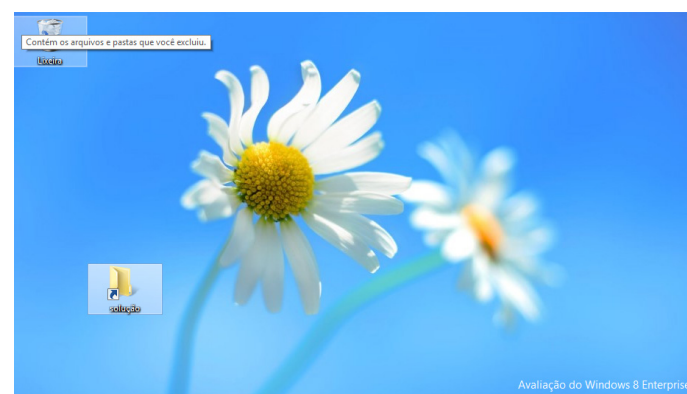 Contém os arquivos e pastas que você excluiu.
Lixeira
solução
Avaliação do Windows 8 Enterprise